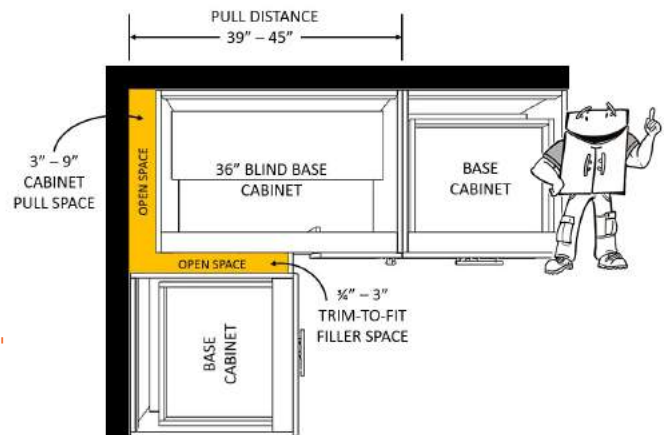 PULL DISTANCE
39” – 45”
3” – 9”
CABINET
PULL SPACE
OPEN SPACE
36” BLIND BASE
CABINET
BASE
CABINET
OPEN SPACE
¾” – 3”
TRIM-TO-FIT
FILLER SPACE
BASE
CABINET